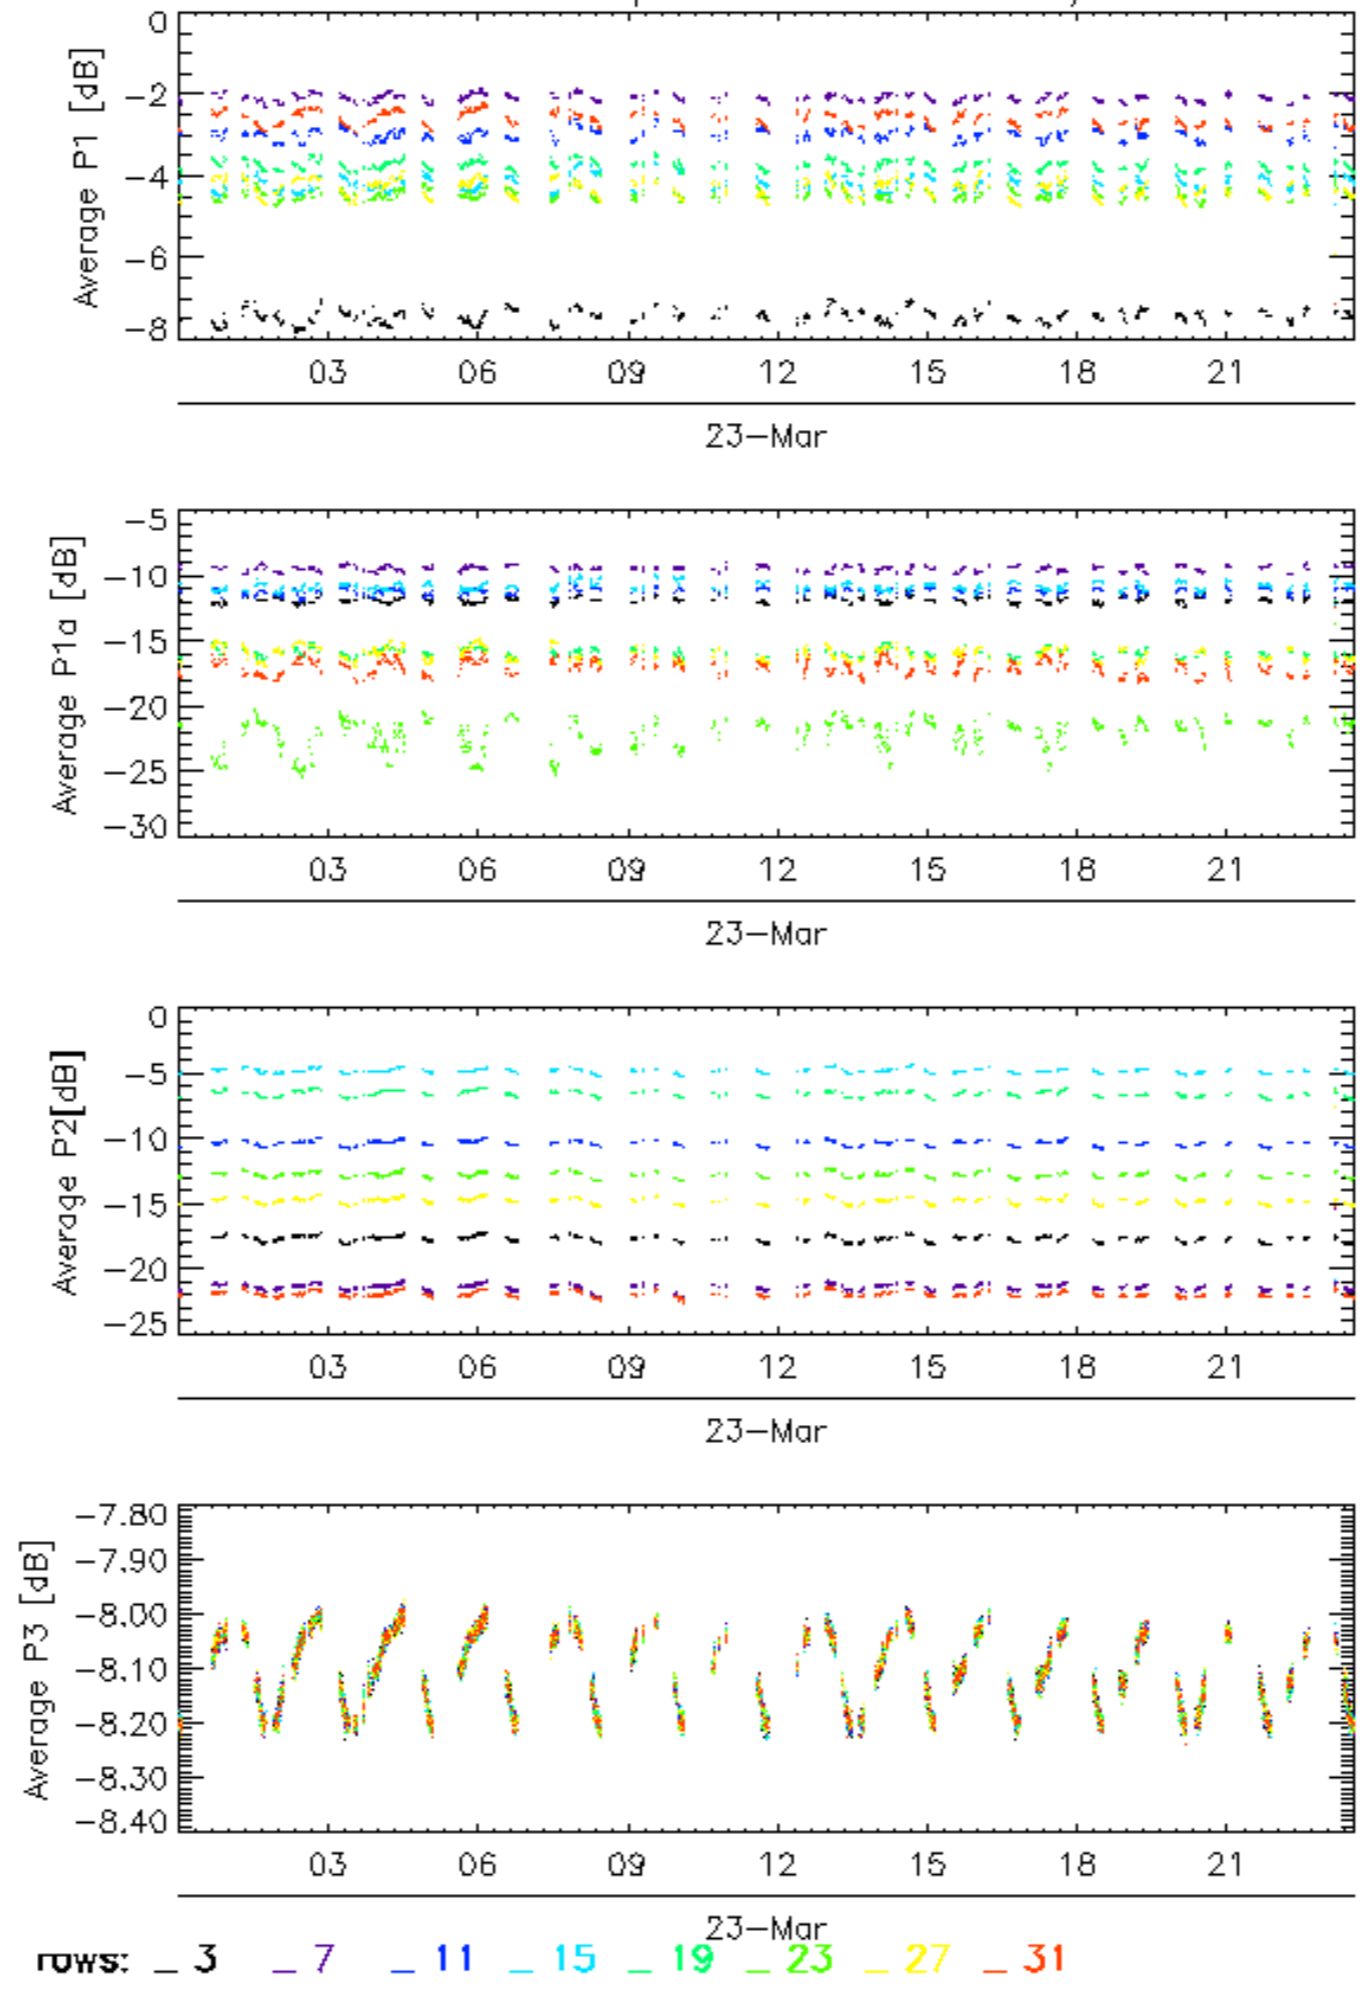 Average P1 [dB]
0
−2
−4
−6
−8
03 06 09 12 15 18 21
23−Mar
Average P1a [dB]
−5
−10
−15
−20
−25
−30
03 06 09 12 15 18 21
23−Mar
Average P2[dB]
0
−5
−10
−15
−20
−25
03 06 09 12 15 18 21
23−Mar
Average P3 [dB]
−7.80
−7.90
−8.00
−8.10
−8.20
−8.30
−8.40
03 06 09 12 15 18 21
23−Mar
rows: _ 3 _ 7 _ 11 _ 15 _ 19 _ 23 _ 27 _ 31